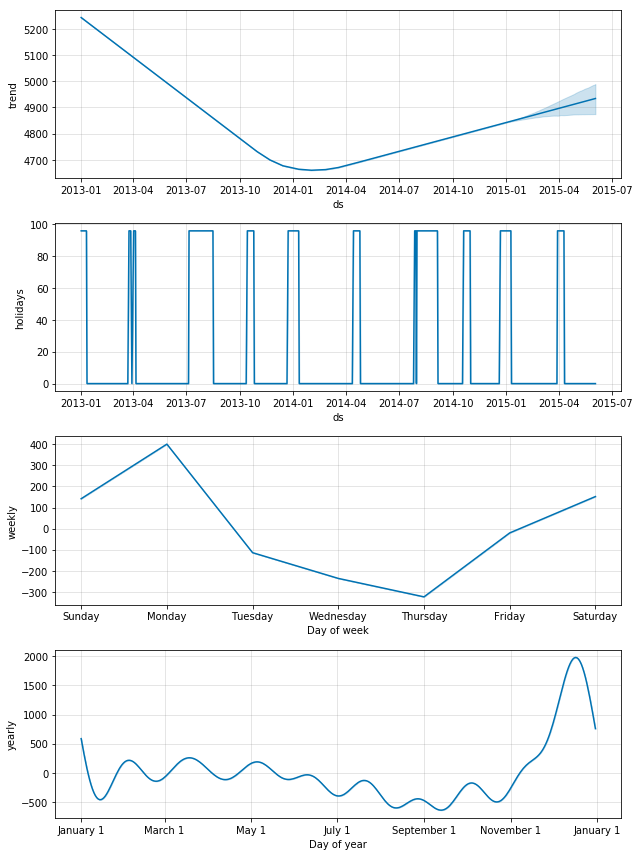 5200
5100
5000
4900
4800
4700
trend
2013-01 2013-04 2013-07 2013-10 2014-01 2014-04 2014-07 2014-10 2015-01 2015-04 2015-07
ds
100
80
60
40
20
0
holidays
2013-01 2013-04 2013-07 2013-10 2014-01 2014-04 2014-07 2014-10 2015-01 2015-04 2015-07
ds
400
300
200
100
0
−100
−200
−300
weekly
Sunday Monday Tuesday Wednesday Thursday Friday Saturday
Day of week
2000
1500
1000
500
0
−500
yearly
January 1 March 1 May 1 July 1 September 1 November 1 January 1
Day of year